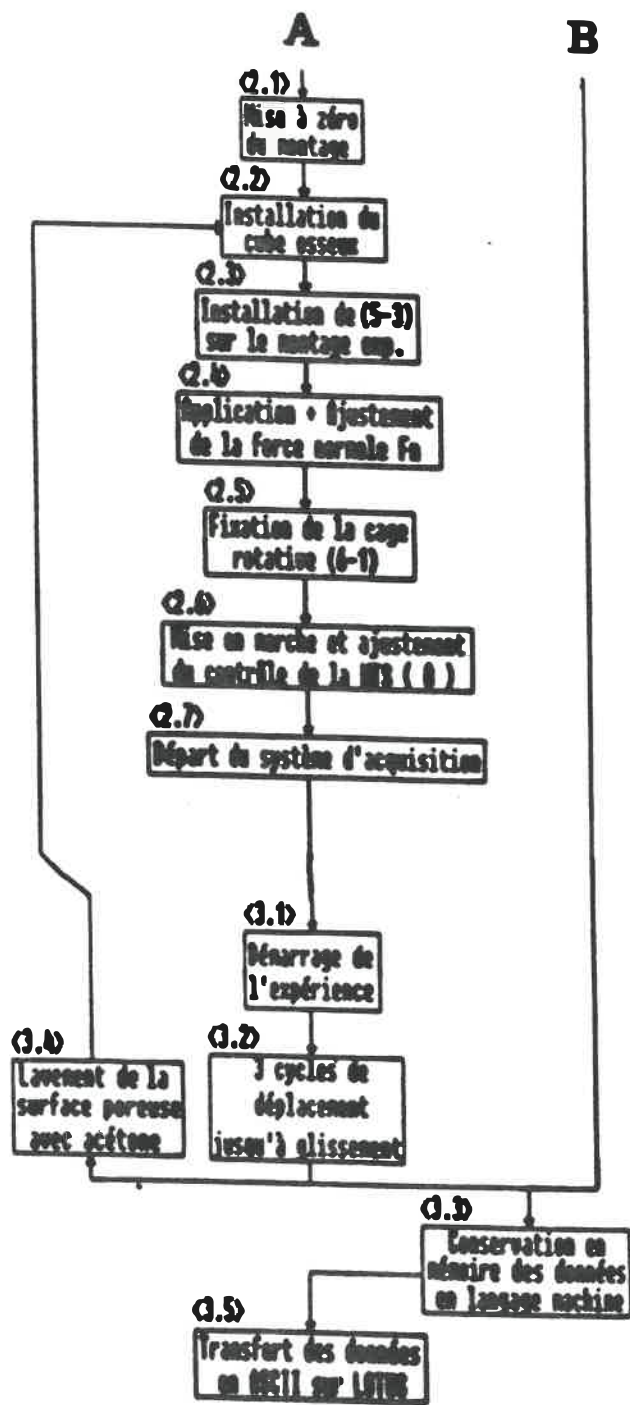 A
B
<2.1>
Mise à zéro
du montage
<2.2>
Installation du
cube osseux
<2.3>
Installation de (5-3)
sur le montage exp.
<2.4>
Application + Ajustement
de la force normale Fn
<2.5>
Fixation de la cage
rotative (6-1)
<2.6>
Mise en marche et ajustement
du contrôle de la
<2.7>
Départ du système d'acquisition
<3.1>
Démarrage de
l'expérience
<3.2>
3 cycles de
déplacement
jusqu'à glissement
<3.4>
Lavement de la
surface poreuse
avec acétone
<3.3>
Conservation en
mémoire des données
en langage machine
<3.5>
Transfert des données
en ASCII sur LOTUS